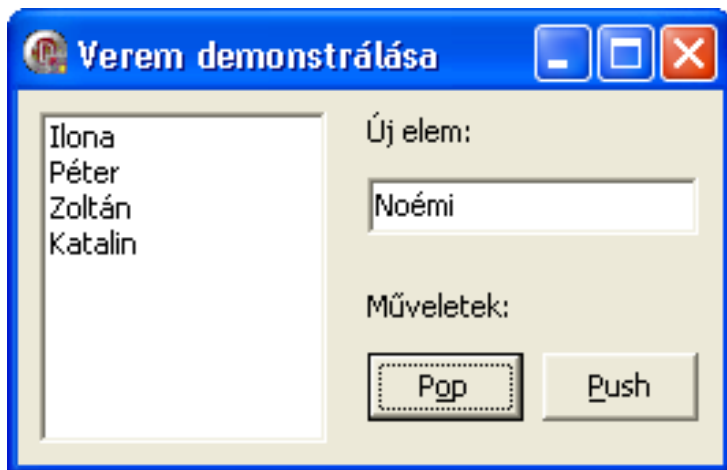 Verem demonstrálása
Ilona
Péter
Zoltán
Katalin
Új elem:
Noémi
Műveletek:
Pop
Push